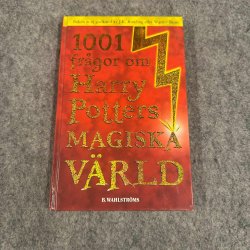 1001
frågor om
Harry
Potters
MAGISKA
VÄRLD
B. WAHLSTRÖMS